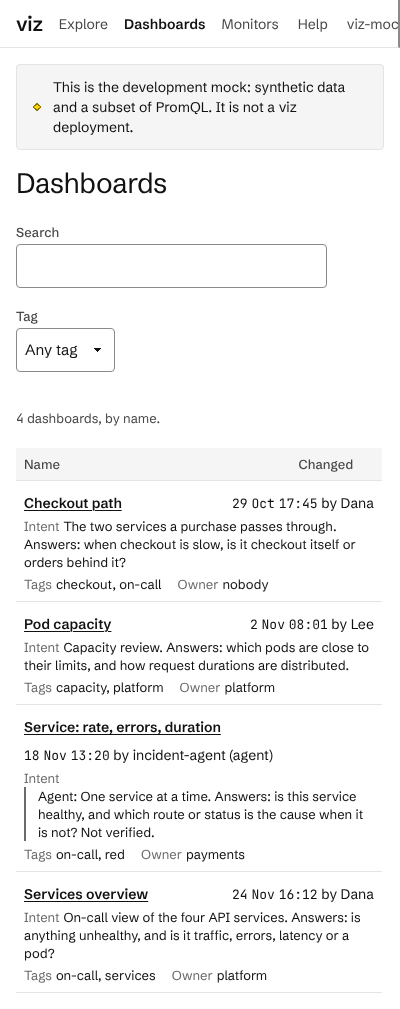 viz Explore Dashboards Monitors Help viz-moc
This is the development mock: synthetic data
and a subset of PromQL. It is not a viz
deployment.
Dashboards
Search
Tag
Any tag
4 dashboards, by name.
Name Changed
Checkout path 29 Oct 17:45 by Dana
Intent The two services a purchase passes through.
Answers: when checkout is slow, is it checkout itself or
orders behind it?
Tags checkout, on-call Owner nobody
Pod capacity 2 Nov 08:01 by Lee
Intent Capacity review. Answers: which pods are close to
their limits, and how request durations are distributed.
Tags capacity, platform Owner platform
Service: rate, errors, duration
18 Nov 13:20 by incident-agent (agent)
Intent
Agent: One service at a time. Answers: is this service
healthy, and which route or status is the cause when it
is not? Not verified.
Tags on-call, red Owner payments
Services overview 24 Nov 16:12 by Dana
Intent On-call view of the four API services. Answers: is
anything unhealthy, and is it traffic, errors, latency or a
pod?
Tags on-call, services Owner platform